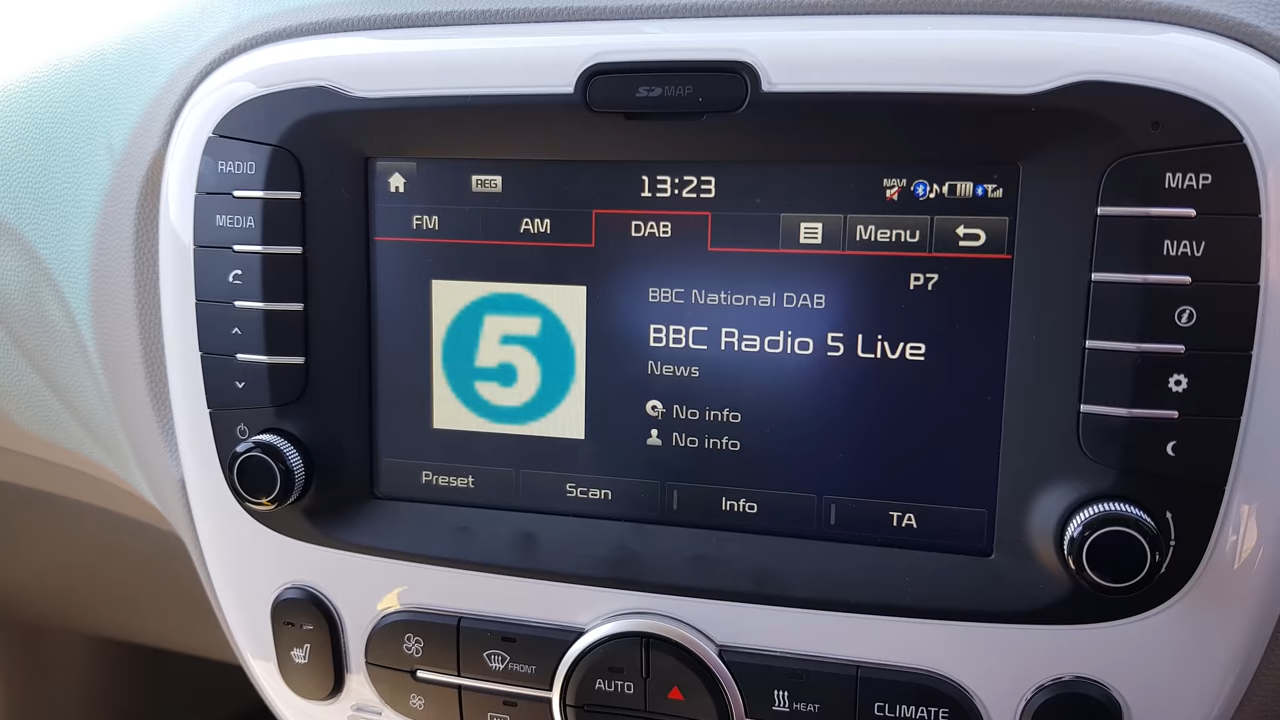 SD MAP
RADIO
MEDIA
MAP
NAV
REG
13:23
NAVI
FM
AM
DAB
Menu
P7
BBC National DAB
BBC Radio 5 Live
News
5
No info
No info
Preset
Scan
Info
TA
FRONT
AUTO
HEAT
CLIMATE